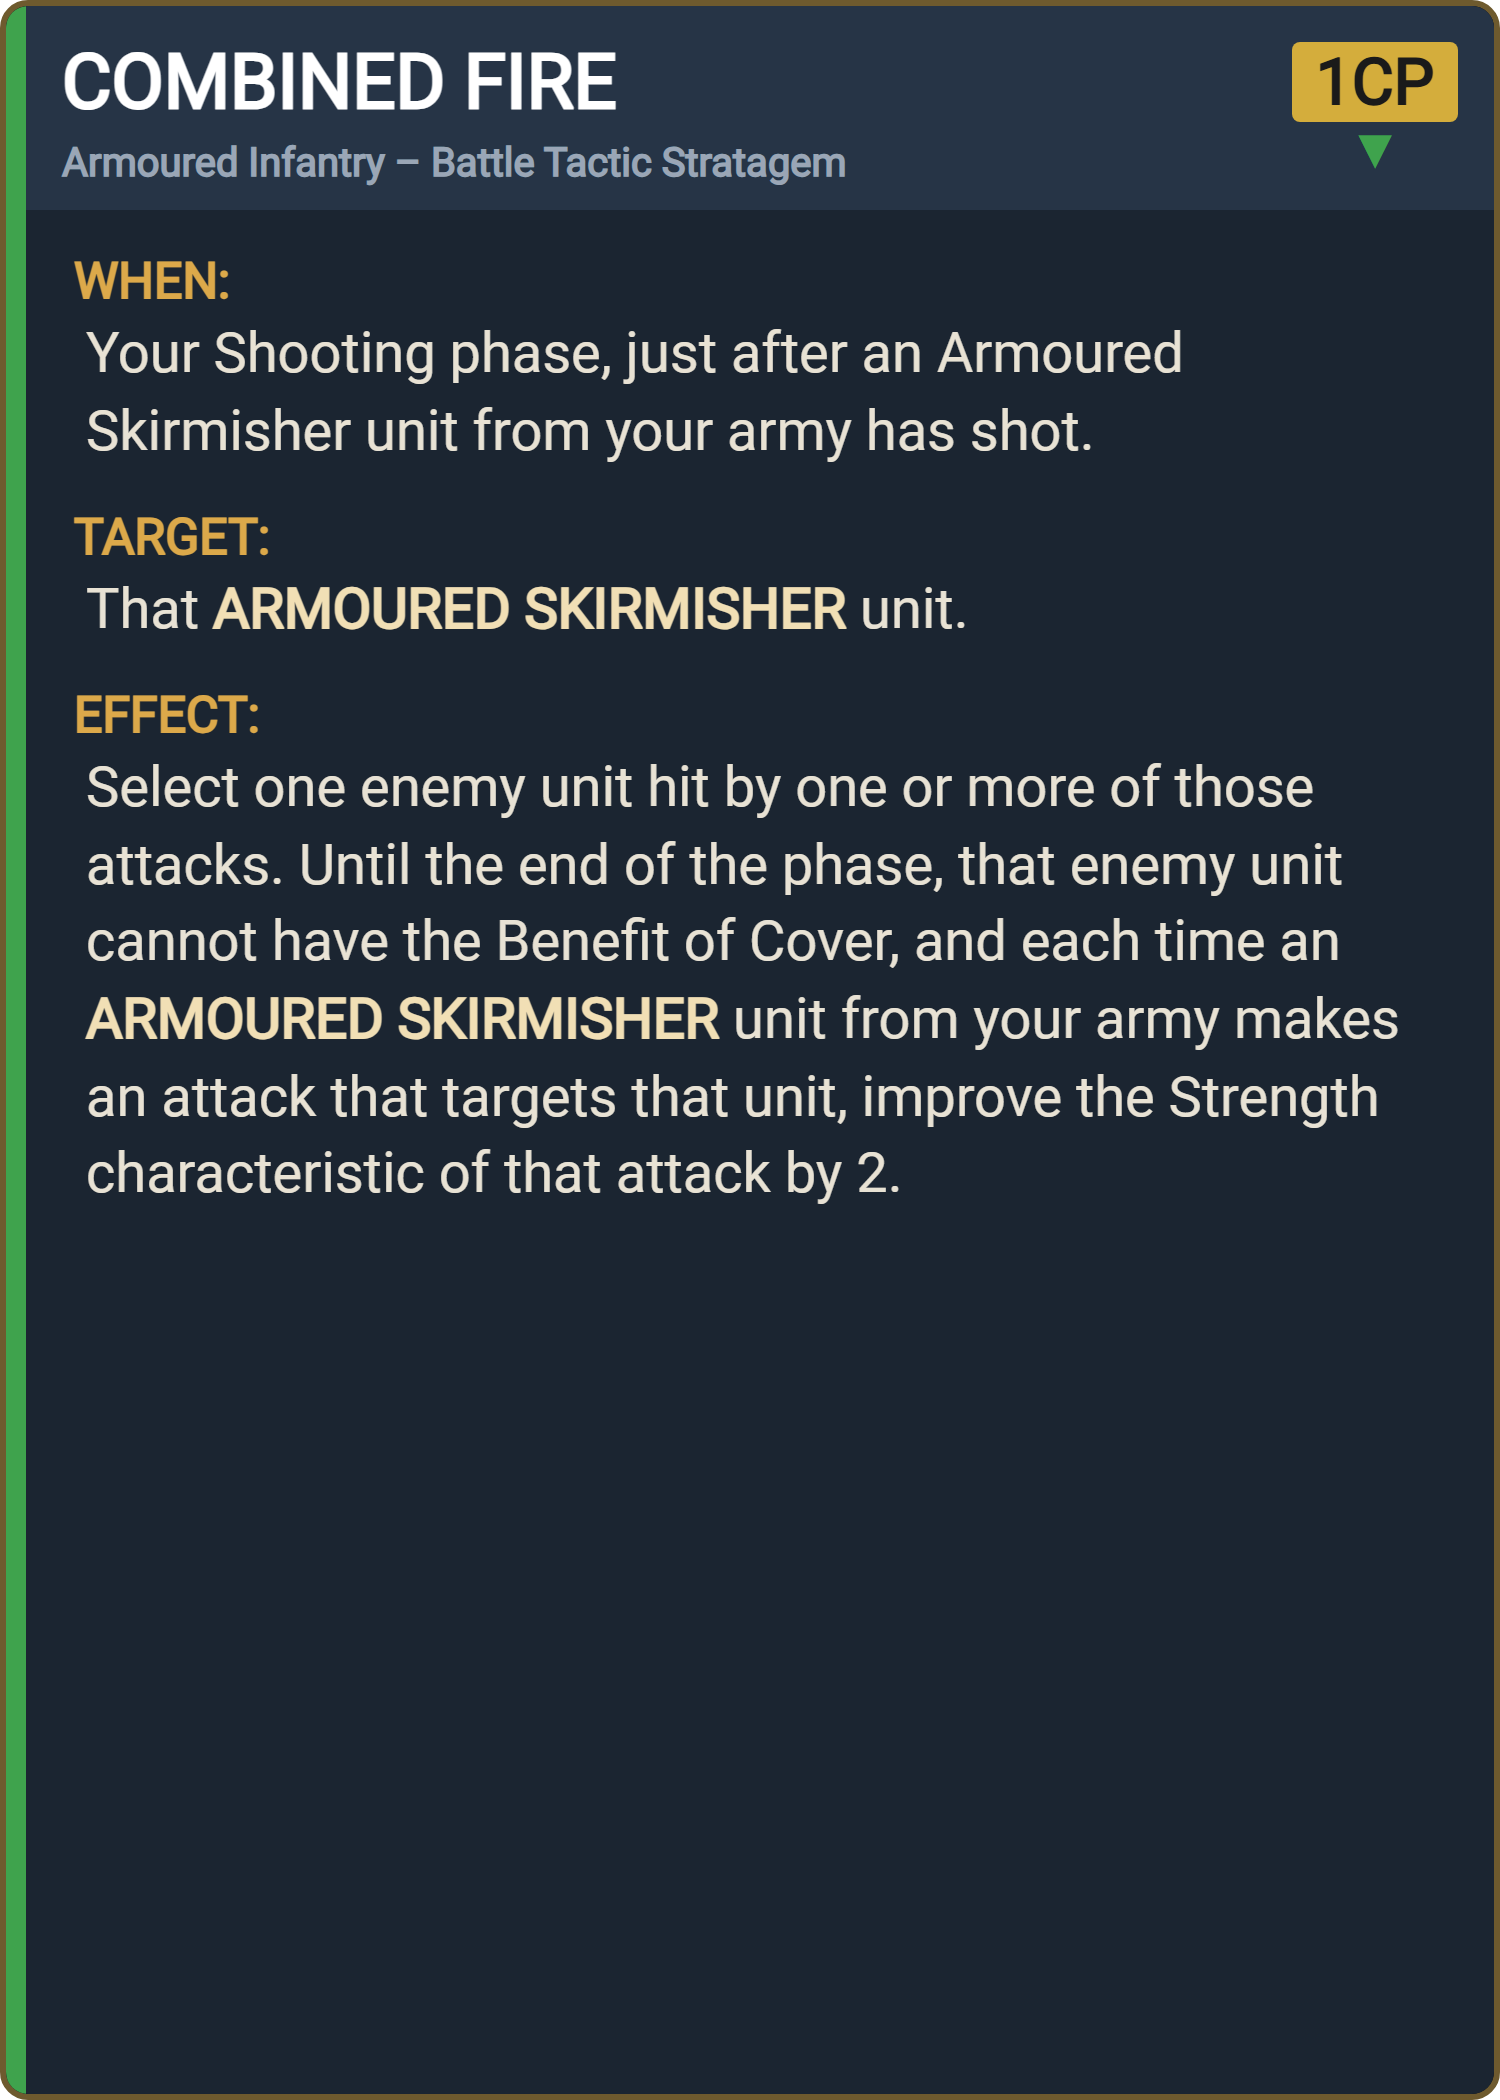 COMBINED FIRE
1CP
Armoured Infantry – Battle Tactic Stratagem
WHEN:
Your Shooting phase, just after an Armoured
Skirmisher unit from your army has shot.
TARGET:
That ARMOURED SKIRMISHER unit.
EFFECT:
Select one enemy unit hit by one or more of those
attacks. Until the end of the phase, that enemy unit
cannot have the Benefit of Cover, and each time an
ARMOURED SKIRMISHER unit from your army makes
an attack that targets that unit, improve the Strength
characteristic of that attack by 2.